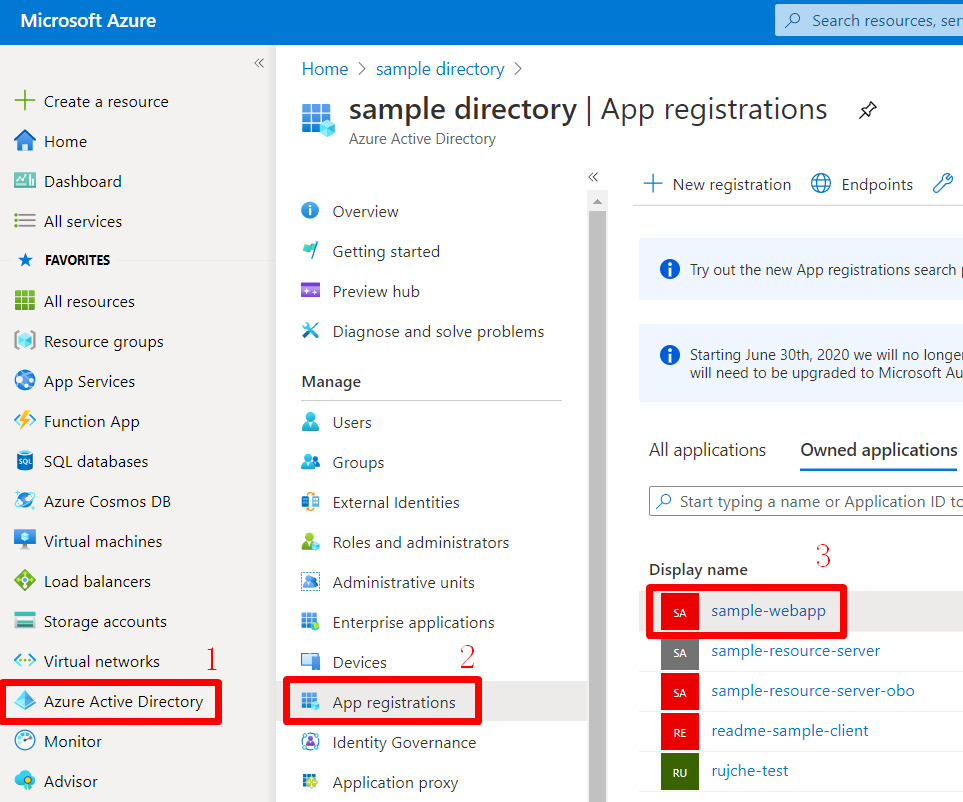 Microsoft Azure
Search resources, ser
Create a resource
Home
Dashboard
All services
FAVORITES
All resources
Resource groups
App Services
Function App
SQL
SQL databases
Azure Cosmos DB
Virtual machines
Load balancers
Storage accounts
Virtual networks
1
Azure Active Directory
Monitor
Advisor
Home > sample directory >
sample directory | App registrations
Azure Active Directory
Overview
Getting started
Preview hub
Diagnose and solve problems
Manage
Users
Groups
External Identities
Roles and administrators
Administrative units
Enterprise applications
Devices
2
App registrations
Identity Governance
Application proxy
New registration
Endpoints
Try out the new App registrations search
Starting June 30th, 2020 we will no longer
will need to be upgraded to Microsoft Au
All applications
Owned applications
Start typing a name or Application ID to
3
Display name
SA sample-webapp
SA sample-resource-server
SA sample-resource-server-obo
RE readme-sample-client
RU rujche-test